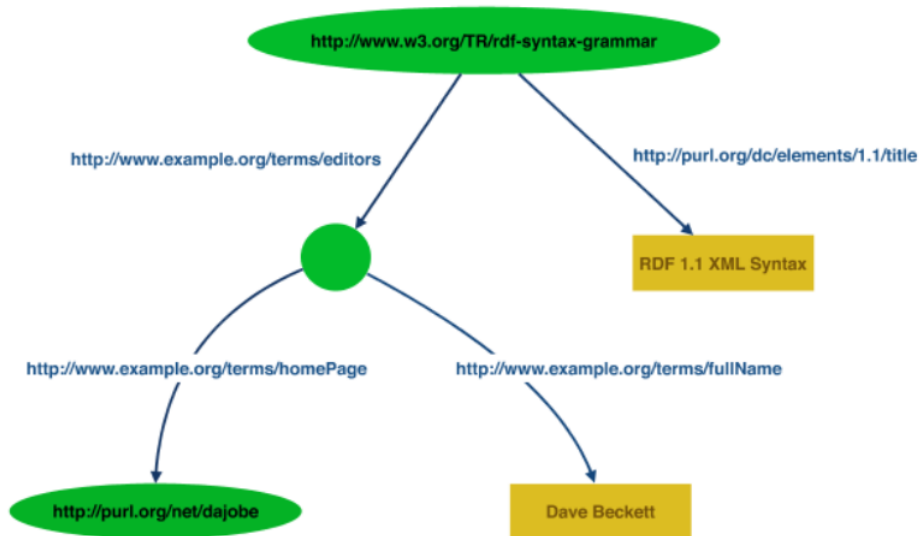 http://www.w3.org/TR/rdf-syntax-grammar
http://www.example.org/terms/editors
http://purl.org/dc/elements/1.1/title
RDF 1.1 XML Syntax
http://www.example.org/terms/homePage
http://www.example.org/terms/fullName
http://purl.org/net/dajobe
Dave Beckett